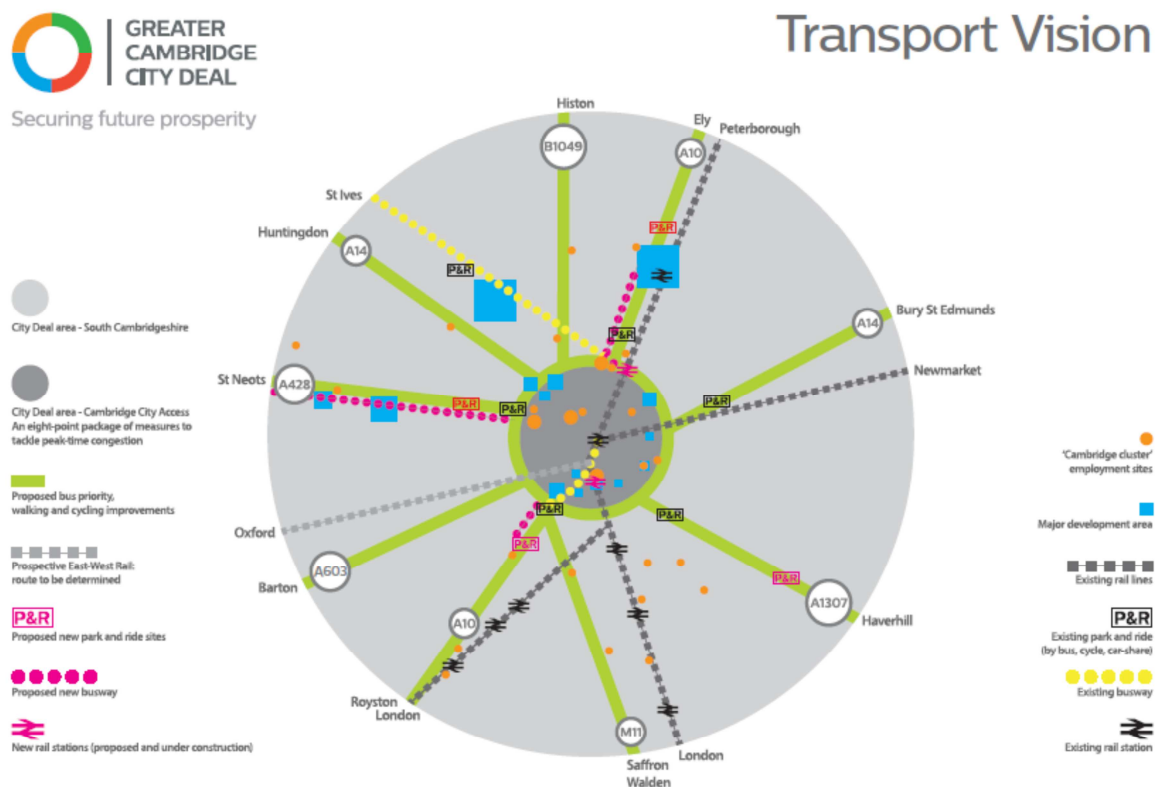 GREATER
CAMBRIDGE
CITY DEAL
Securing future prosperity
Transport Vision
Histon
B1049
Ely
Peterborough
A10
St Ives
Huntingdon
A14
P&R
P&R
P&R
Bury St Edmunds
A14
Newmarket
P&R
St Neots
A428
P&R
P&R
Oxford
Barton
A603
P&R
P&R
P&R
P&R
A1307
Haverhill
A10
Royston
London
M11
Saffron
Walden
London
City Deal area - South Cambridgeshire
City Deal area - Cambridge City Access
An eight-point package of measures to
tackle peak-time congestion
Proposed bus priority,
walking and cycling improvements
Prospective East-West Rail:
route to be determined
P&R
Proposed new park and ride sites
Proposed new busway
New rail stations (proposed and under construction)
'Cambridge cluster'
employment sites
Major development area
Existing rail lines
P&R
Existing park and ride
(by bus, cycle, car-share)
Existing busway
Existing rail station